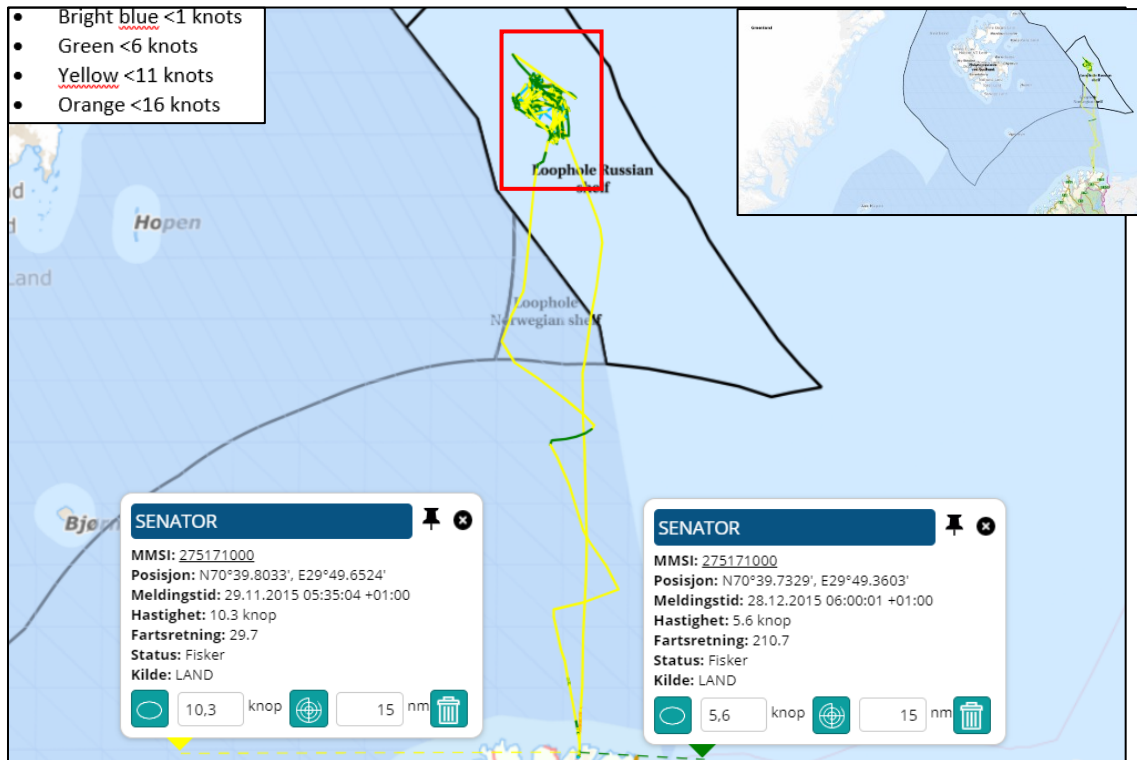 • Bright blue <1 knots
• Green <6 knots
• Yellow <11 knots
• Orange <16 knots
Loophole Russian
shelf
Hopen
Land
Loophole
Norwegian shelf
SENATOR
MMSI: 275171000
Posisjon: N70°39.8033', E29°49.6524'
Meldingstid: 29.11.2015 05:35:04 +01:00
Hastighet: 10.3 knop
Fartsretning: 29.7
Status: Fisker
Kilde: LAND
10,3 knop 15 nm
SENATOR
MMSI: 275171000
Posisjon: N70°39.7329', E29°49.3603'
Meldingstid: 28.12.2015 06:00:01 +01:00
Hastighet: 5.6 knop
Fartsretning: 210.7
Status: Fisker
Kilde: LAND
5,6 knop 15 nm